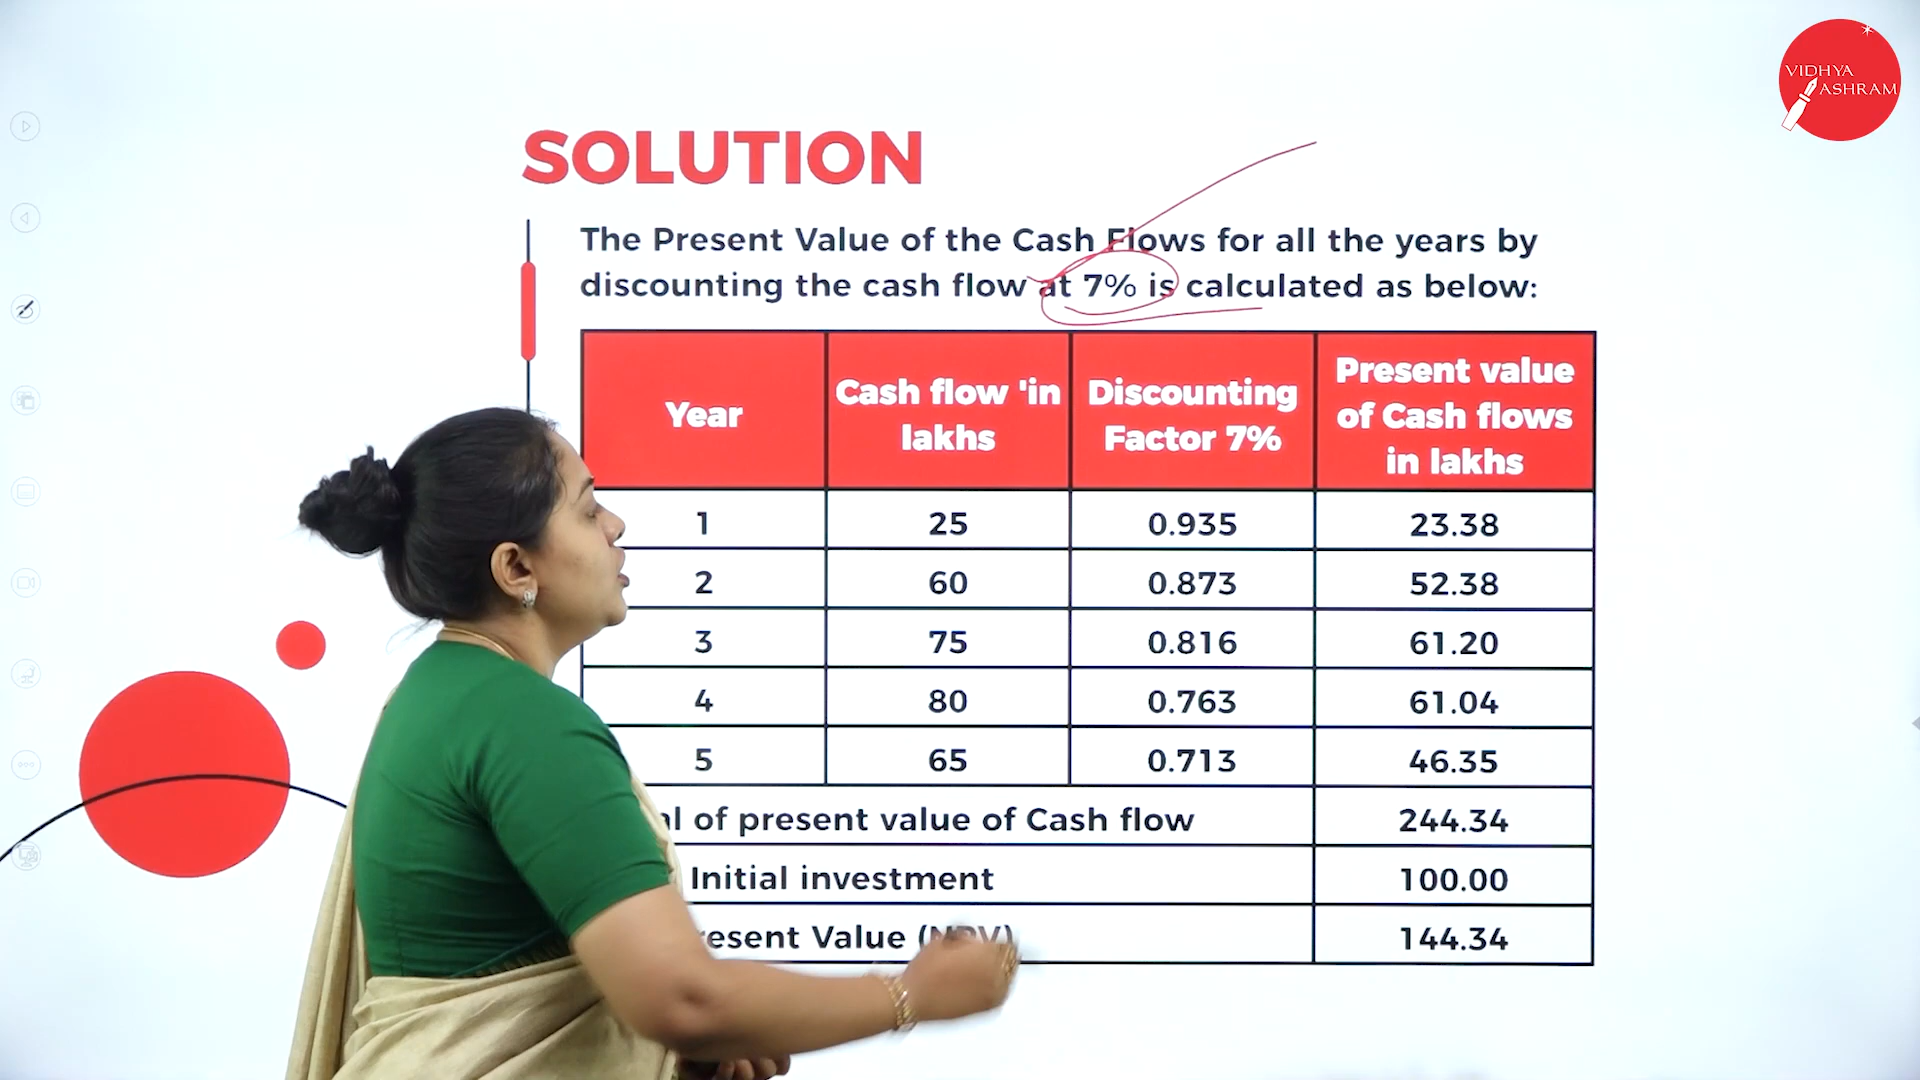 VIDHYA
ASHRAM
SOLUTION
The Present Value of the Cash Flows for all the years by
discounting the cash flow at 7% is calculated as below:
Year
Cash flow 'in
lakhs
Discounting
Factor 7%
Present value
of Cash flows
in lakhs
1 25 0.935 23.38
2 60 0.873 52.38
3 75 0.816 61.20
4 80 0.763 61.04
5 65 0.713 46.35
of present value of Cash flow 244.34
Initial investment 100.00
Value (NPV) 144.34